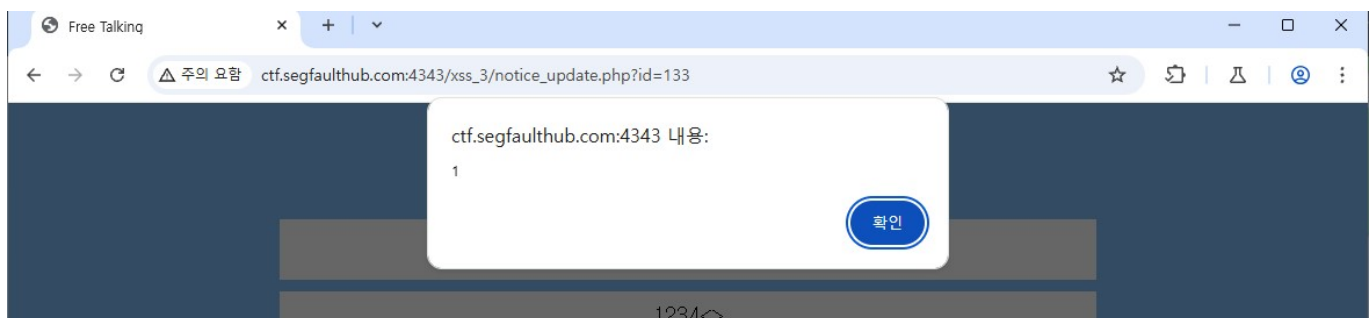 Free Talking
주의 요함 ctf.segfaulthub.com:4343/xss_3/notice_update.php?id=133
ctf.segfaulthub.com:4343 내용:
1
확인
1234<>